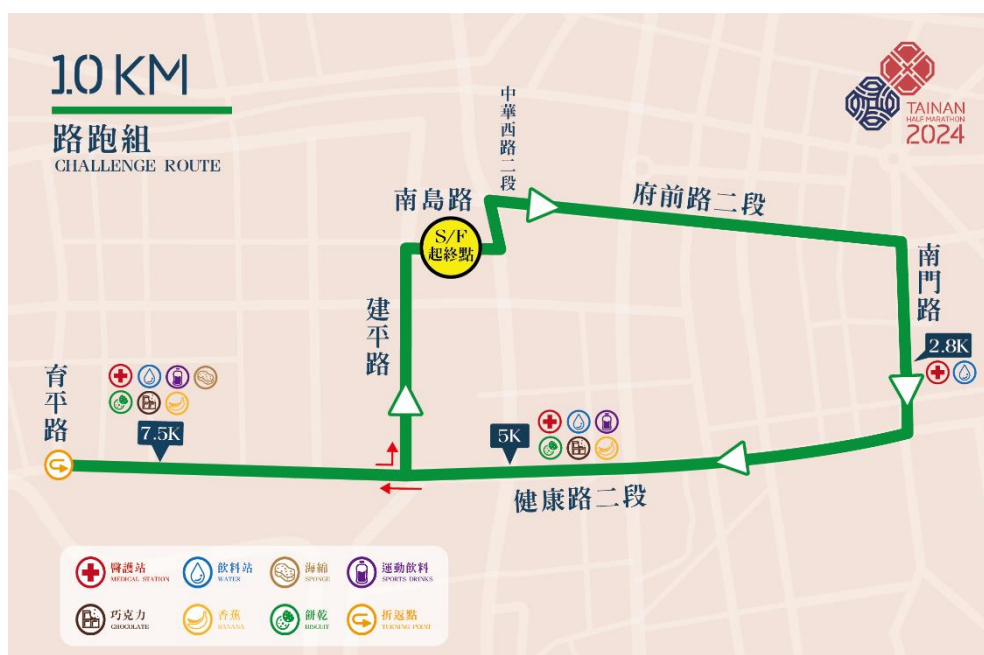 10 KM
路跑組
CHALLENGE ROUTE
TAINAN
HALF MARATHON
2024
中華西路二段
南島路
府前路二段
S/F
起終點
南門路
建平路
2.8K
育平路
7.5K
5K
健康路二段
醫護站
MEDICAL STATION
飲料站
WATER
海綿
SPONGE
運動飲料
SPORTS DRINKS
巧克力
CHOCOLATE
香蕉
BANANA
餅乾
BISCUIT
折返點
TURNING POINT